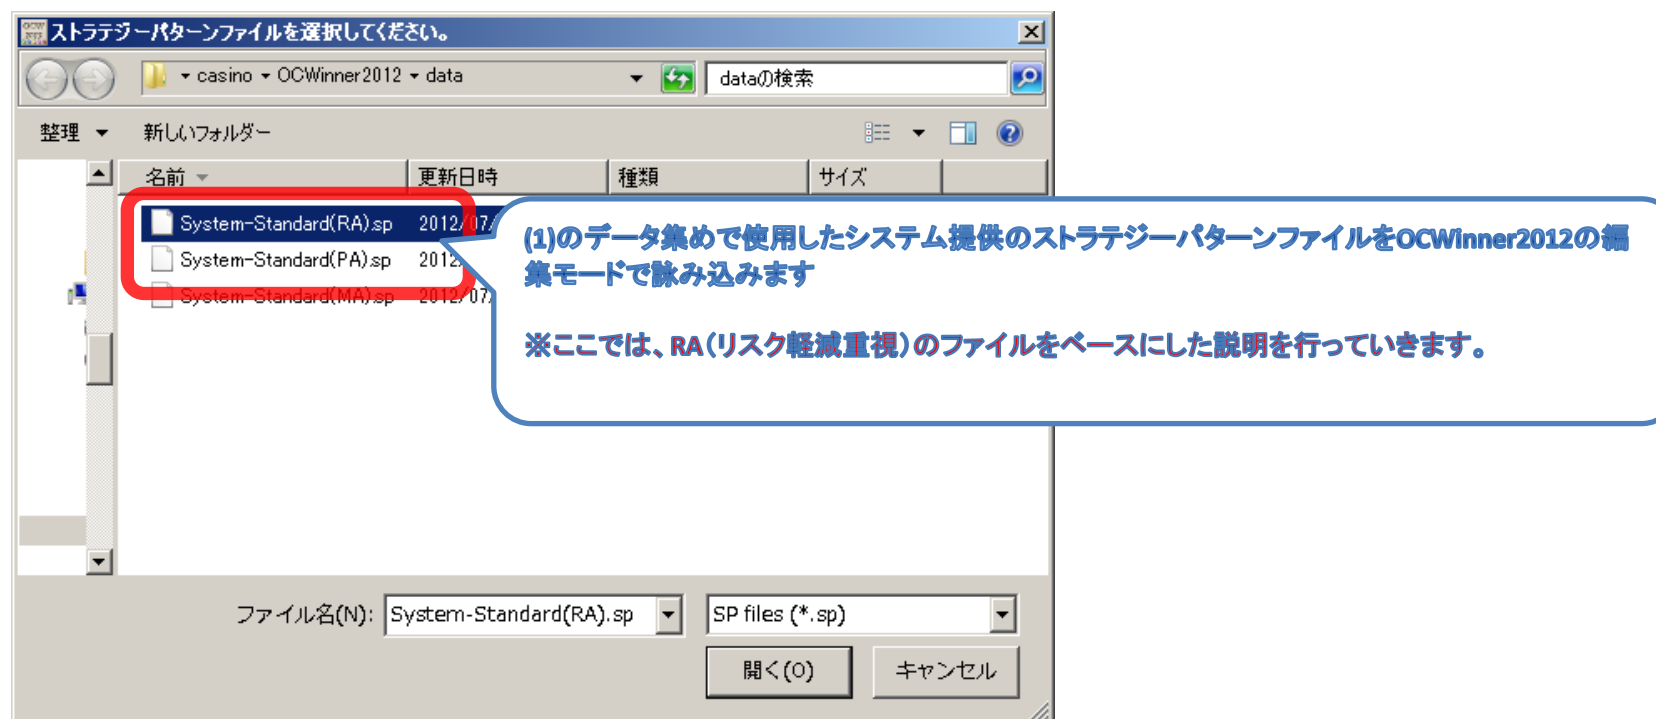 ストラテジーパターンファイルを選択してください。
casino OCWinner2012 data
dataの検索
整理 新しいフォルダー
名前 更新日時 種類 サイズ
System-Standard(RA).sp 2012/07/
System-Standard(PA).sp 2012/
System-Standard(MA).sp 2012/07/
(1)のデータ集めで使用したシステム提供のストラテジーパターンファイルをOCWinner2012の編
集モードで詠み込みます
※ここでは、RA(リスク軽減重視)のファイルをベースにした説明を行っていきます。
ファイル名(N): System-Standard(RA).sp SP files (*.sp)
開く(O) キャンセル